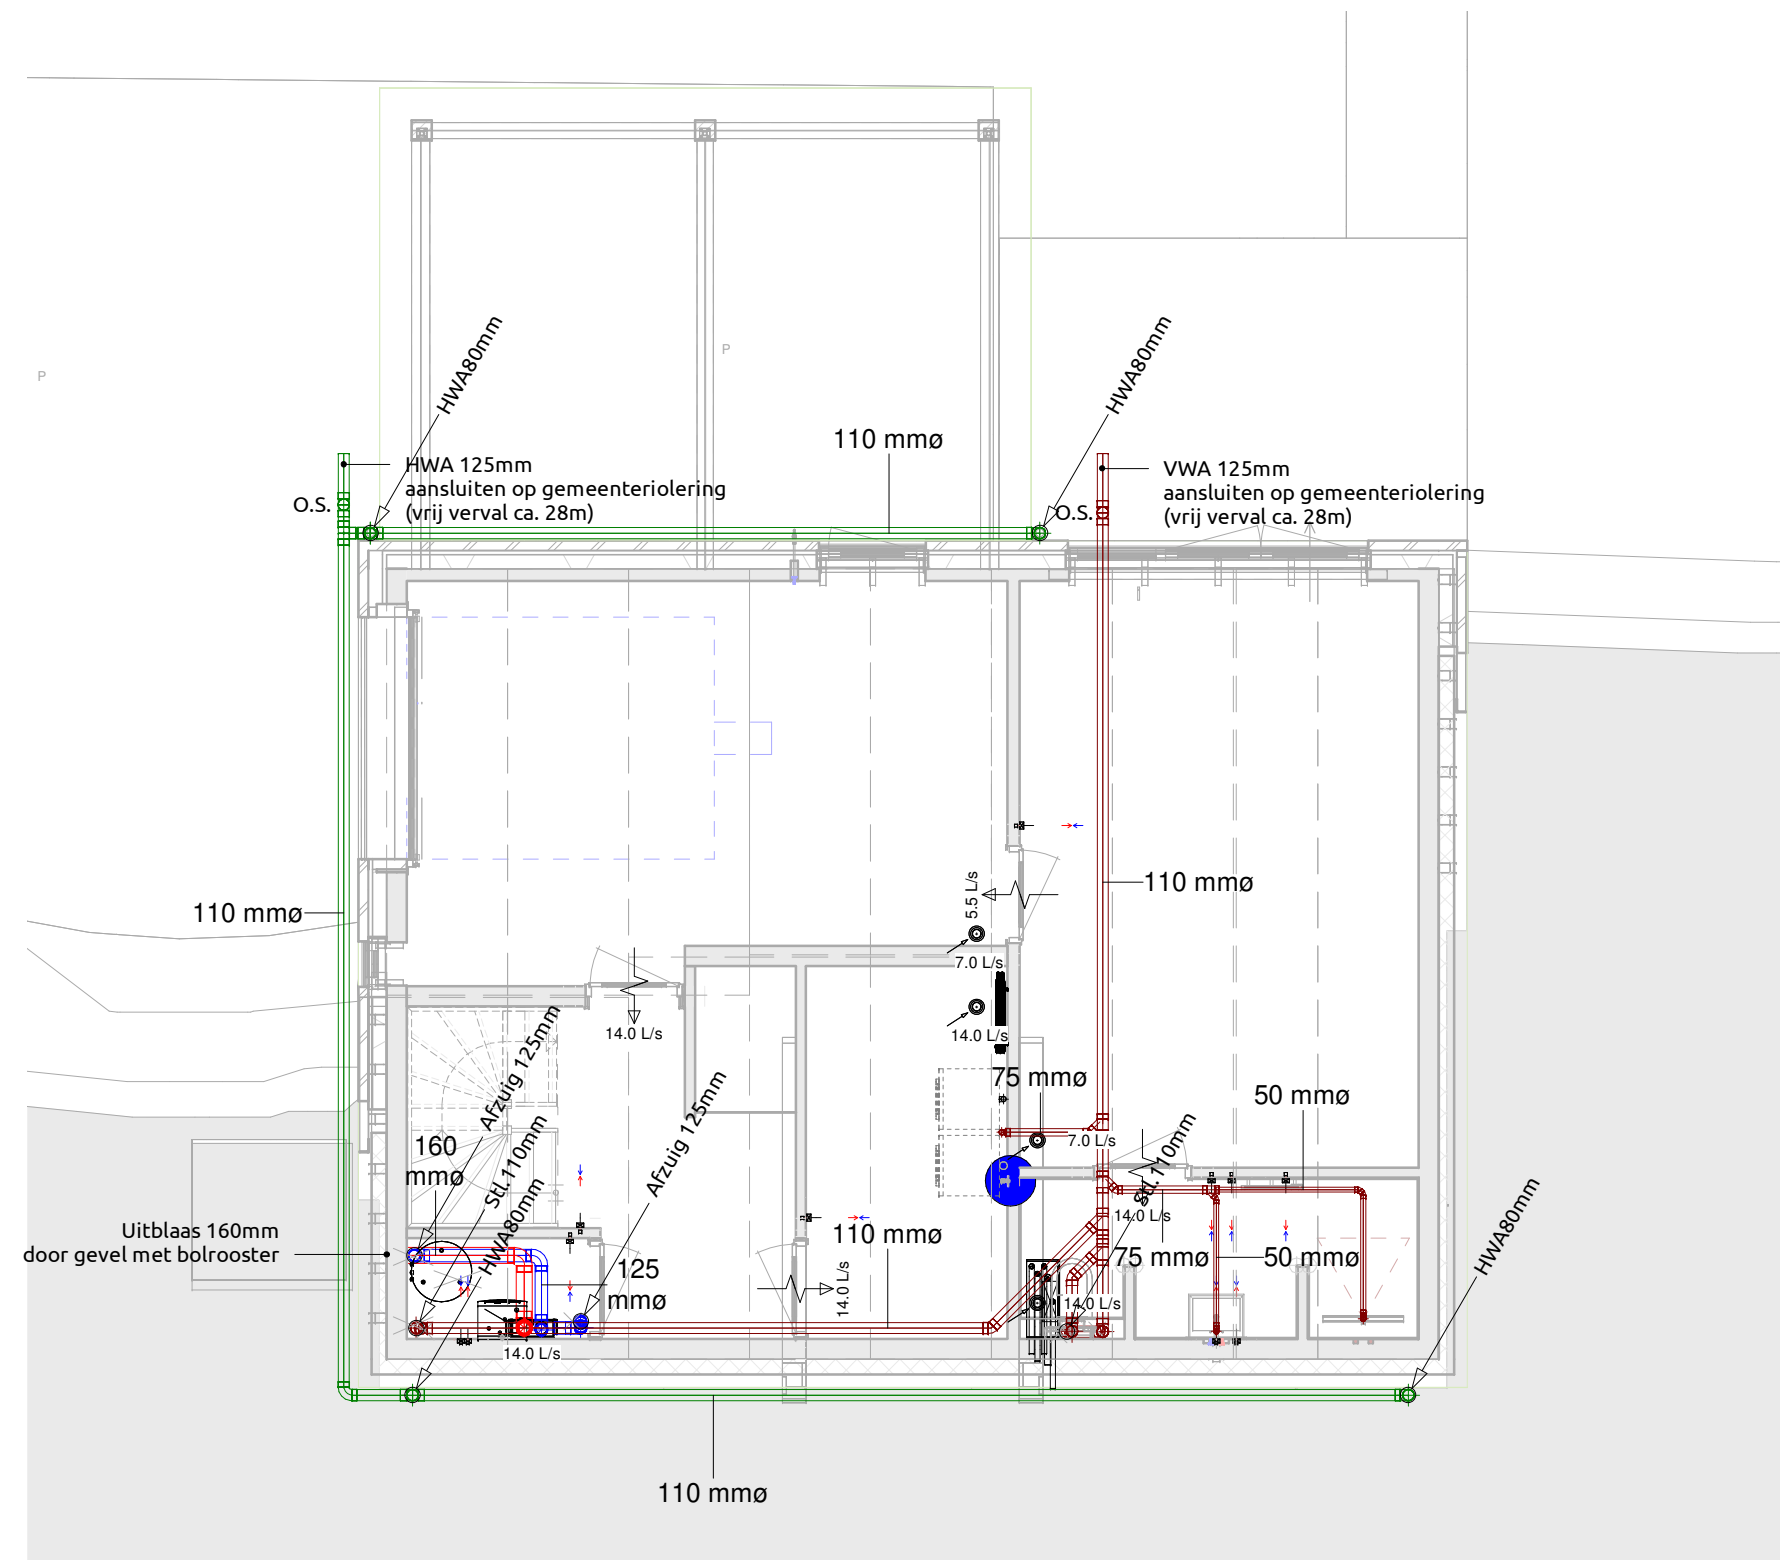 HWA80mm
HWA80mm
P
P
110 mmø
HWA 125mm
aansluiten op gemeenteriolering
(vrij verval ca. 28m)
O.S.
VWA 125mm
aansluiten op gemeenteriolering
(vrij verval ca. 28m)
O.S.
110 mmø
110 mmø
5.5 L/s
7.0 L/s
14.0 L/s
14.0 L/s
Afzuig 125mm
Afzuig 125mm
75 mmø
50 mmø
7.0 L/s
160
mmø
Stl.110mm
Stl.110mm
HWA80mm
HWA80mm
14.0 L/s
Uitblaas 160mm
door gevel met bolrooster
110 mmø
75 mmø
50 mmø
125
mmø
14.0 L/s
14.0 L/s
14.0 L/s
110 mmø